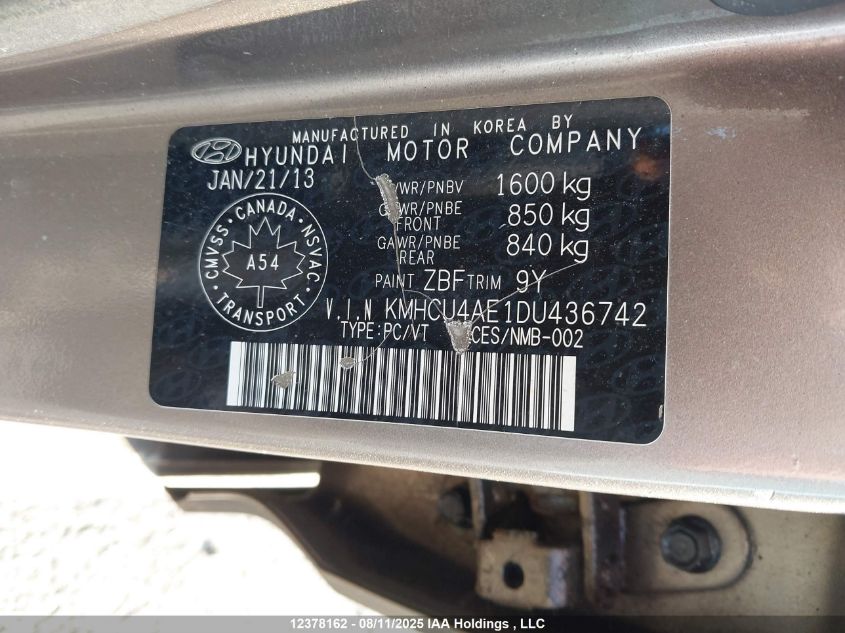 MANUFACTURED IN KOREA BY
HYUNDAI MOTOR COMPANY
JAN/21/13
/PNBV 1600 kg
/PNBE 850 kg
FRONT
GAWR/PNBE 840 kg
REAR
PAINT ZBF TRIM 9Y
CMVSS • CANADA • NSVAC
A54
TRANSPORT
V.I.N KMHCU4AE1DU436742
TYPE:PC/VT CES/NMB-002
12378162 - 08/11/2025 IAA Holdings , LLC